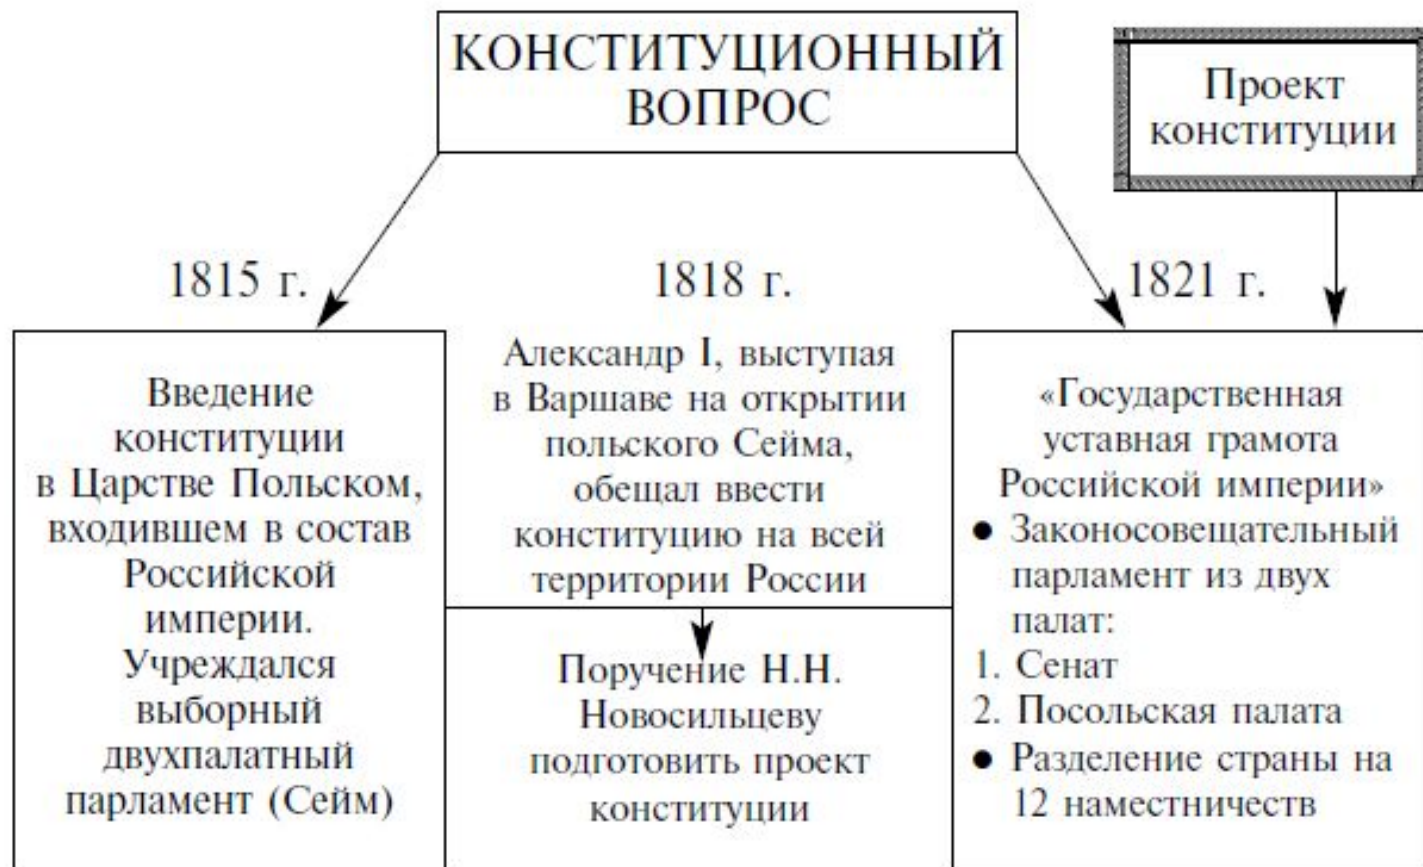 КОНСТИТУЦИОННЫЙ
ВОПРОС
Проект
конституции
1815 г.
Введение
конституции
в Царстве Польском,
входившем в состав
Российской
империи.
Учреждался
выборный
двухпалатный
парламент (Сейм)
1818 г.
Александр I, выступая
в Варшаве на открытии
польского Сейма,
обещал ввести
конституцию на всей
территории России
Поручение Н.Н.
Новосильцеву
подготовить проект
конституции
1821 г.
«Государственная
уставная грамота
Российской империи»
● Законосовещательный
парламент из двух
палат:
1. Сенат
2. Посольская палата
● Разделение страны на
12 наместничеств